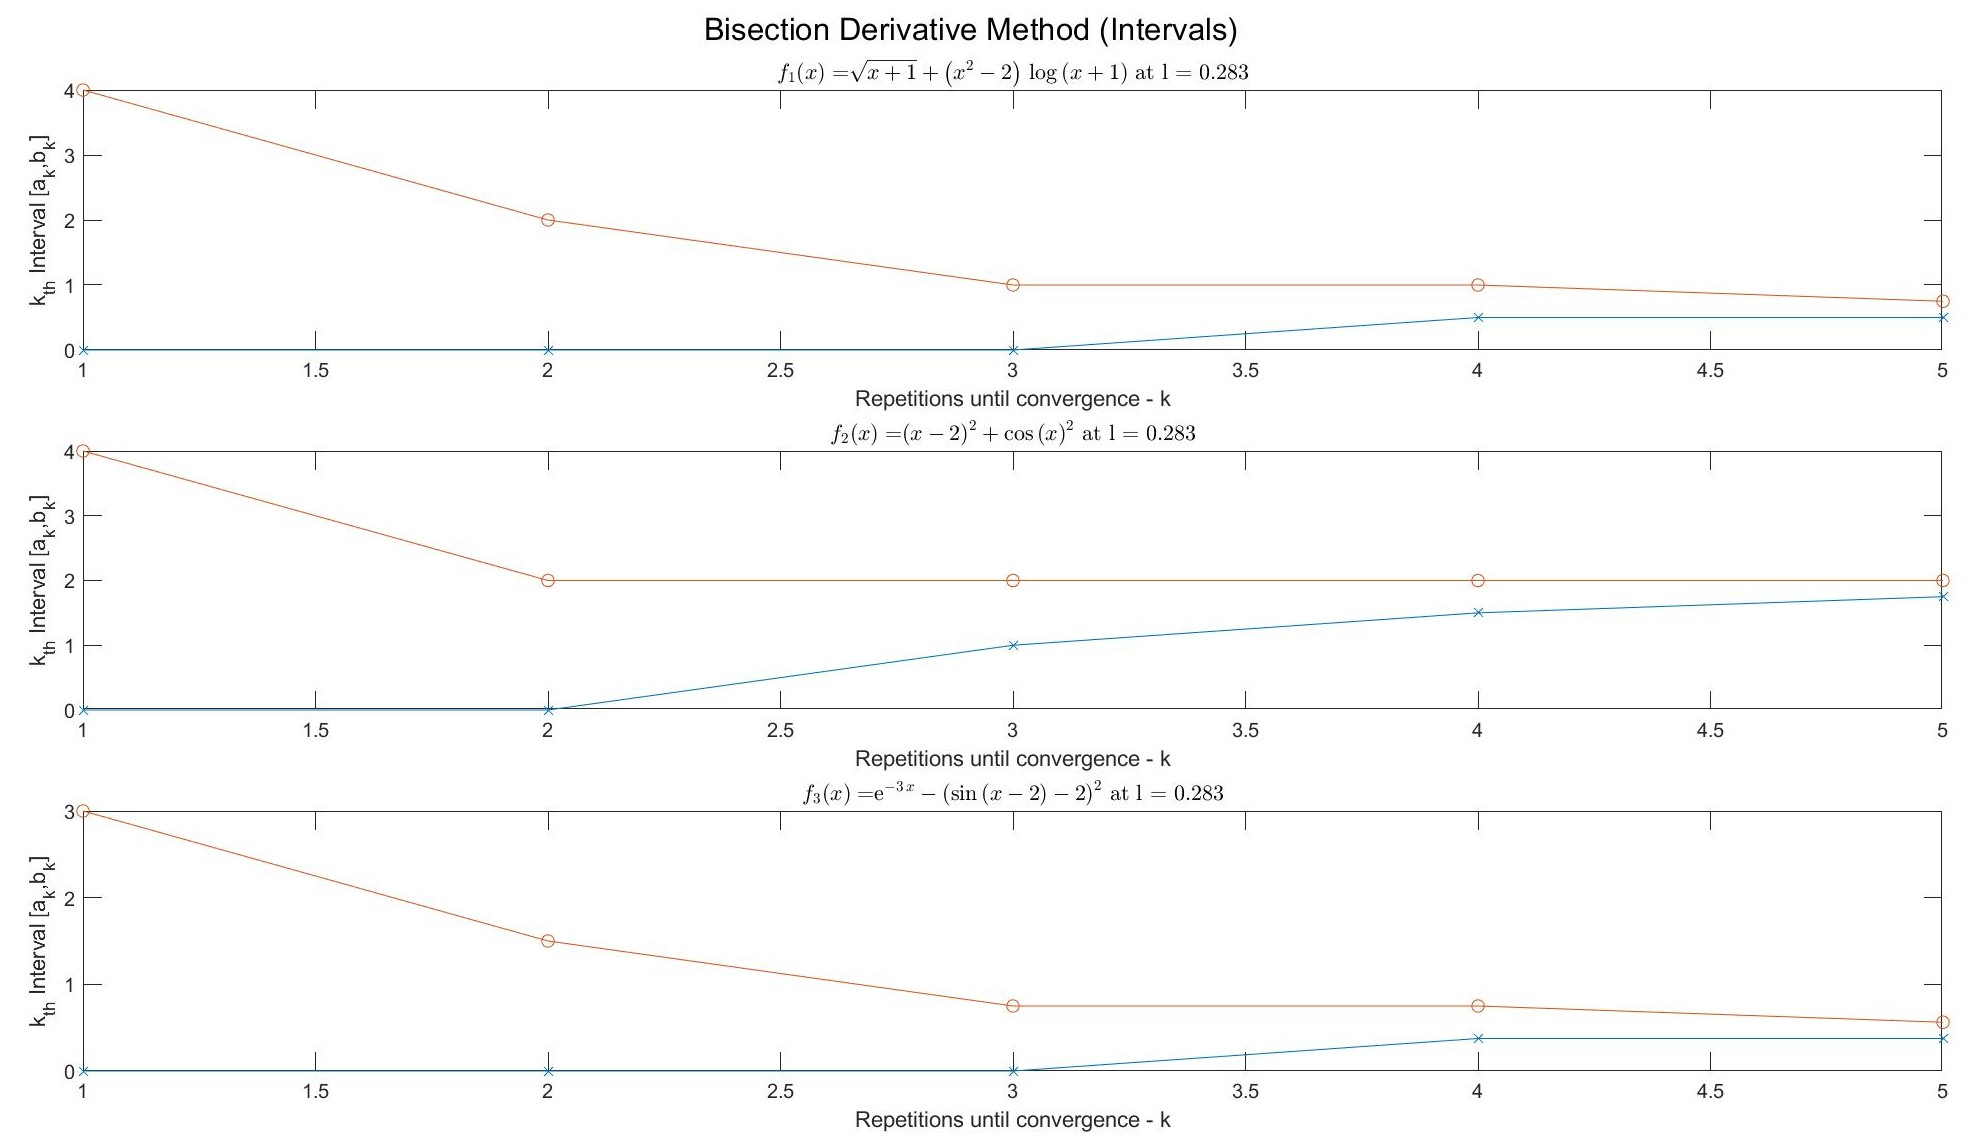 Bisection Derivative Method (Intervals)
f₁(x) =√(x + 1) + (x² − 2) log (x + 1) at l = 0.283
4
3
2
1
0
k_th Interval [a_k,b_k]
1 1.5 2 2.5 3 3.5 4 4.5 5
Repetitions until convergence - k
f₂(x) =(x − 2)² + cos (x)² at l = 0.283
4
3
2
1
0
k_th Interval [a_k,b_k]
1 1.5 2 2.5 3 3.5 4 4.5 5
Repetitions until convergence - k
f₃(x) =e⁻³ˣ − (sin (x − 2) − 2)² at l = 0.283
3
2
1
0
k_th Interval [a_k,b_k]
1 1.5 2 2.5 3 3.5 4 4.5 5
Repetitions until convergence - k